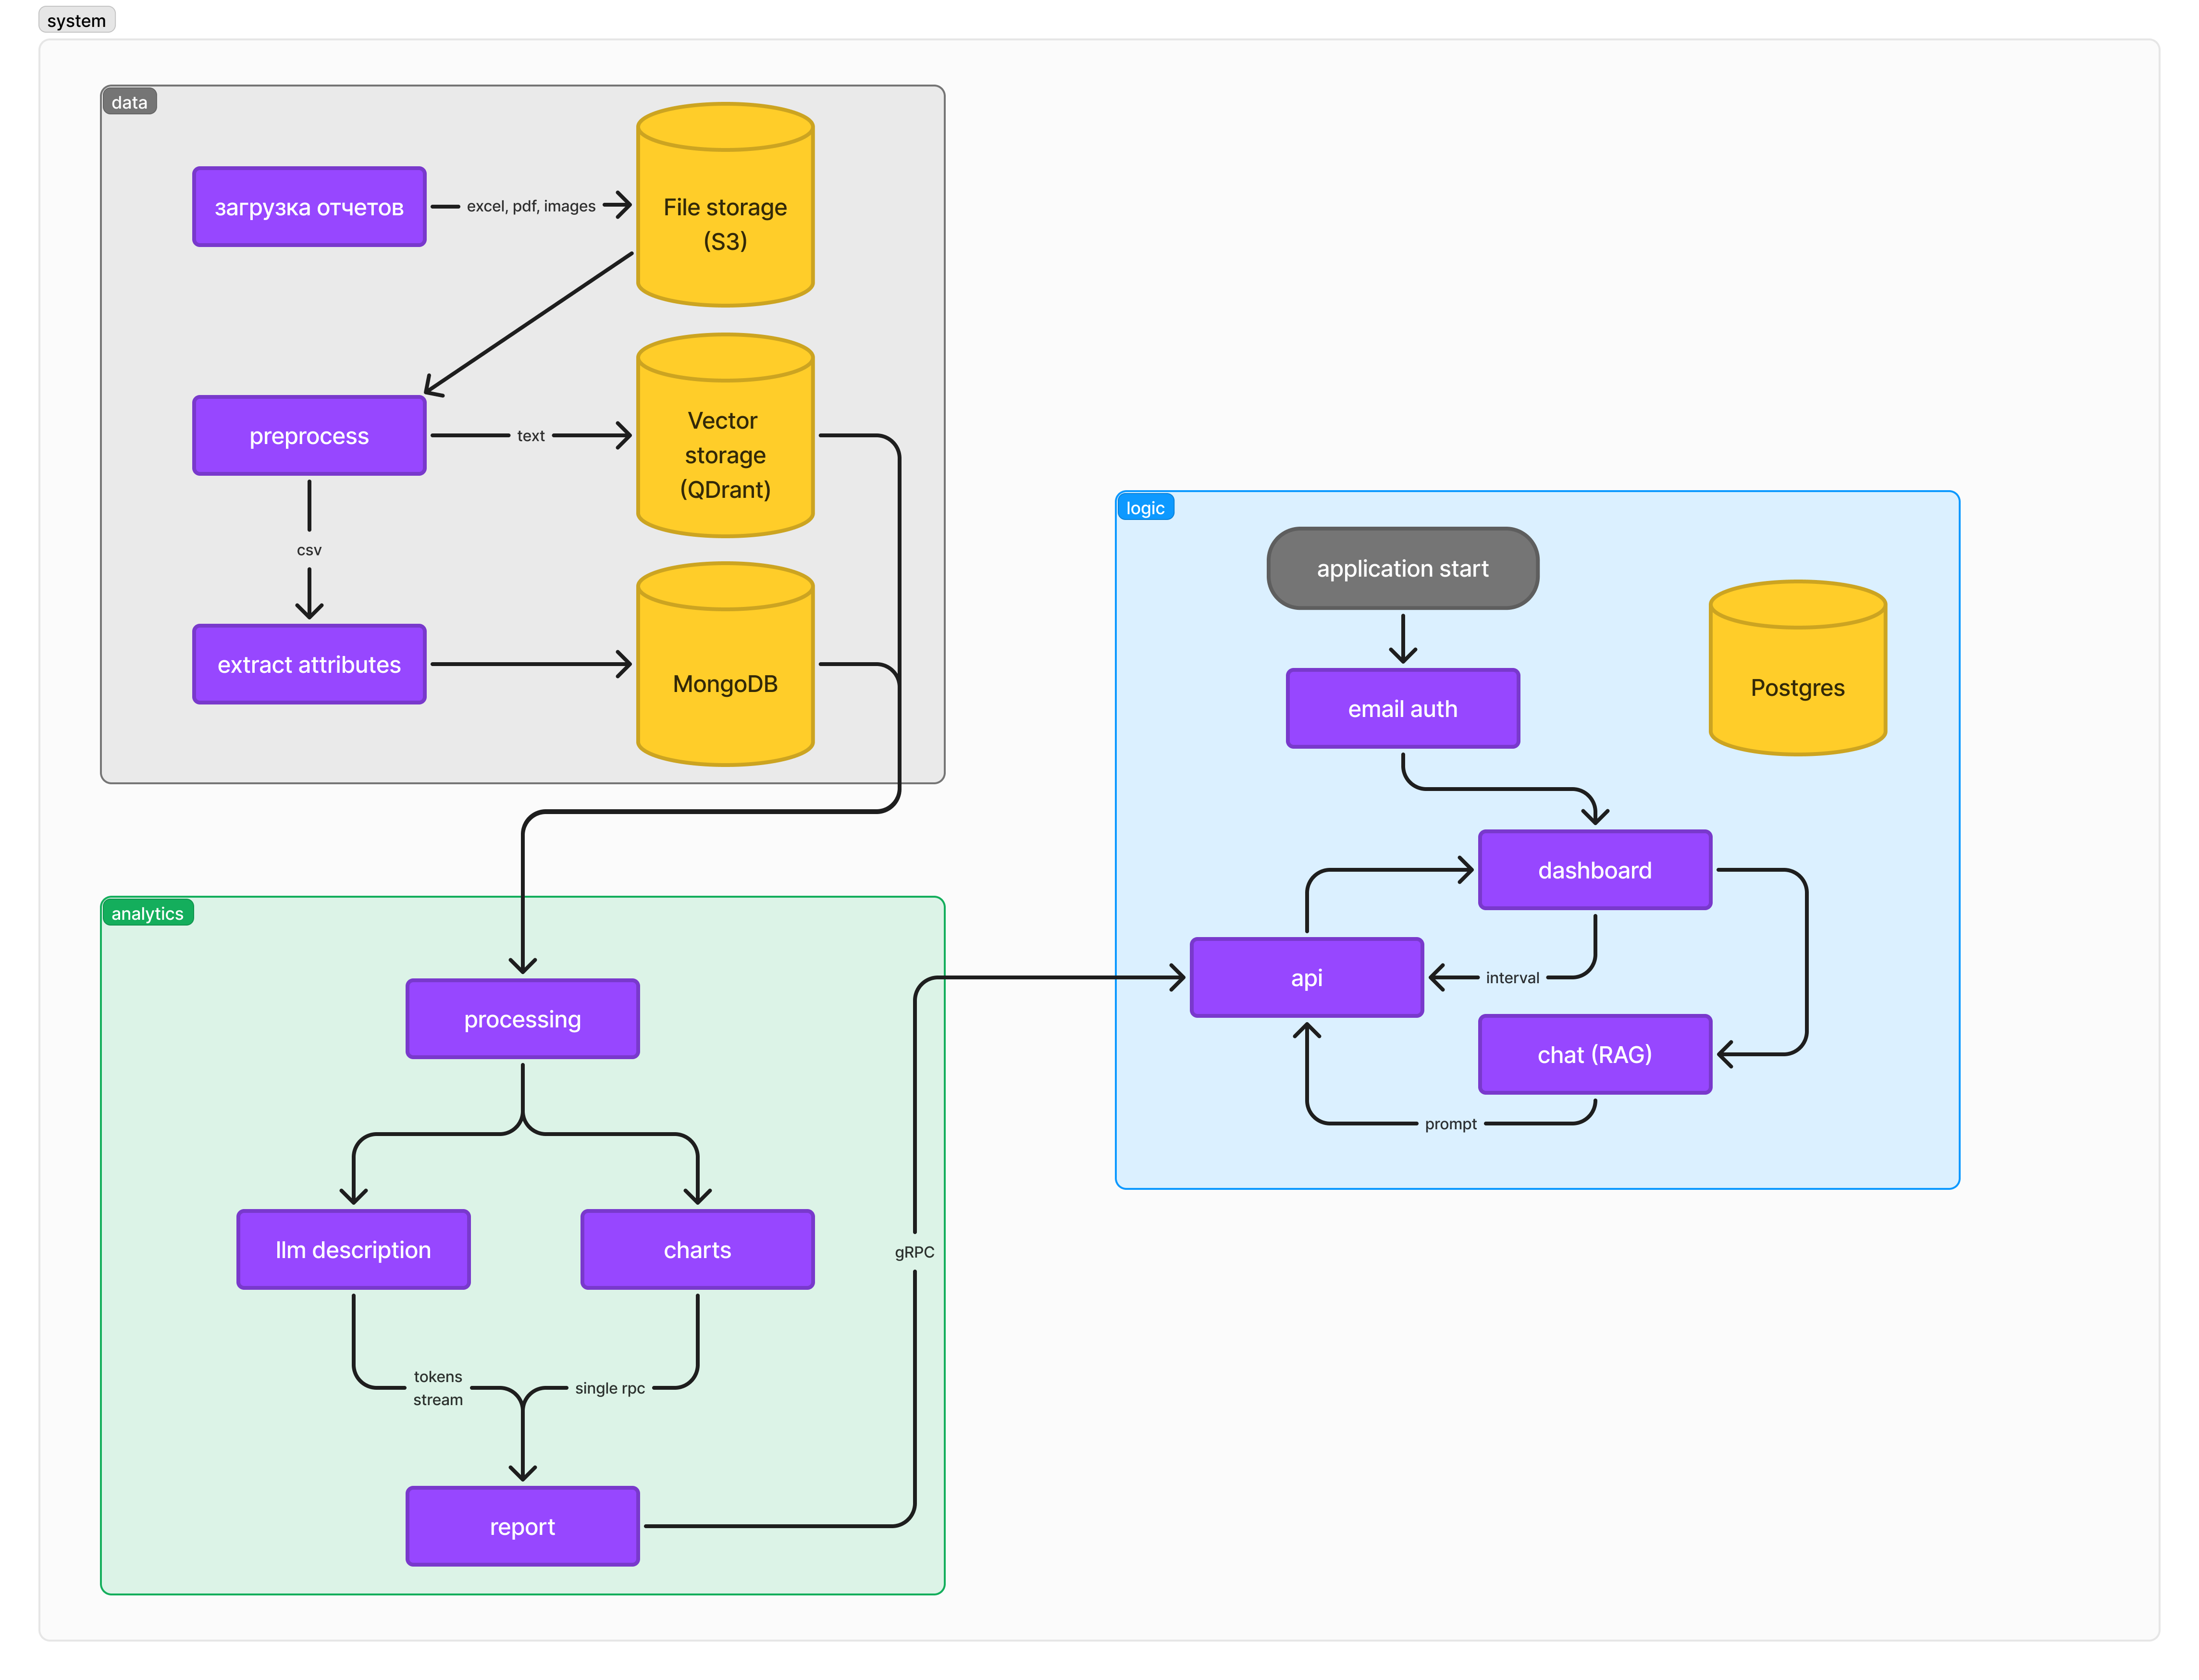 system
data
загрузка отчетов
excel, pdf, images
File storage
(S3)
preprocess
text
Vector
storage
(QDrant)
csv
extract attributes
MongoDB
analytics
processing
llm description
charts
tokens
stream
single rpc
report
gRPC
logic
application start
email auth
Postgres
dashboard
api
interval
chat (RAG)
prompt